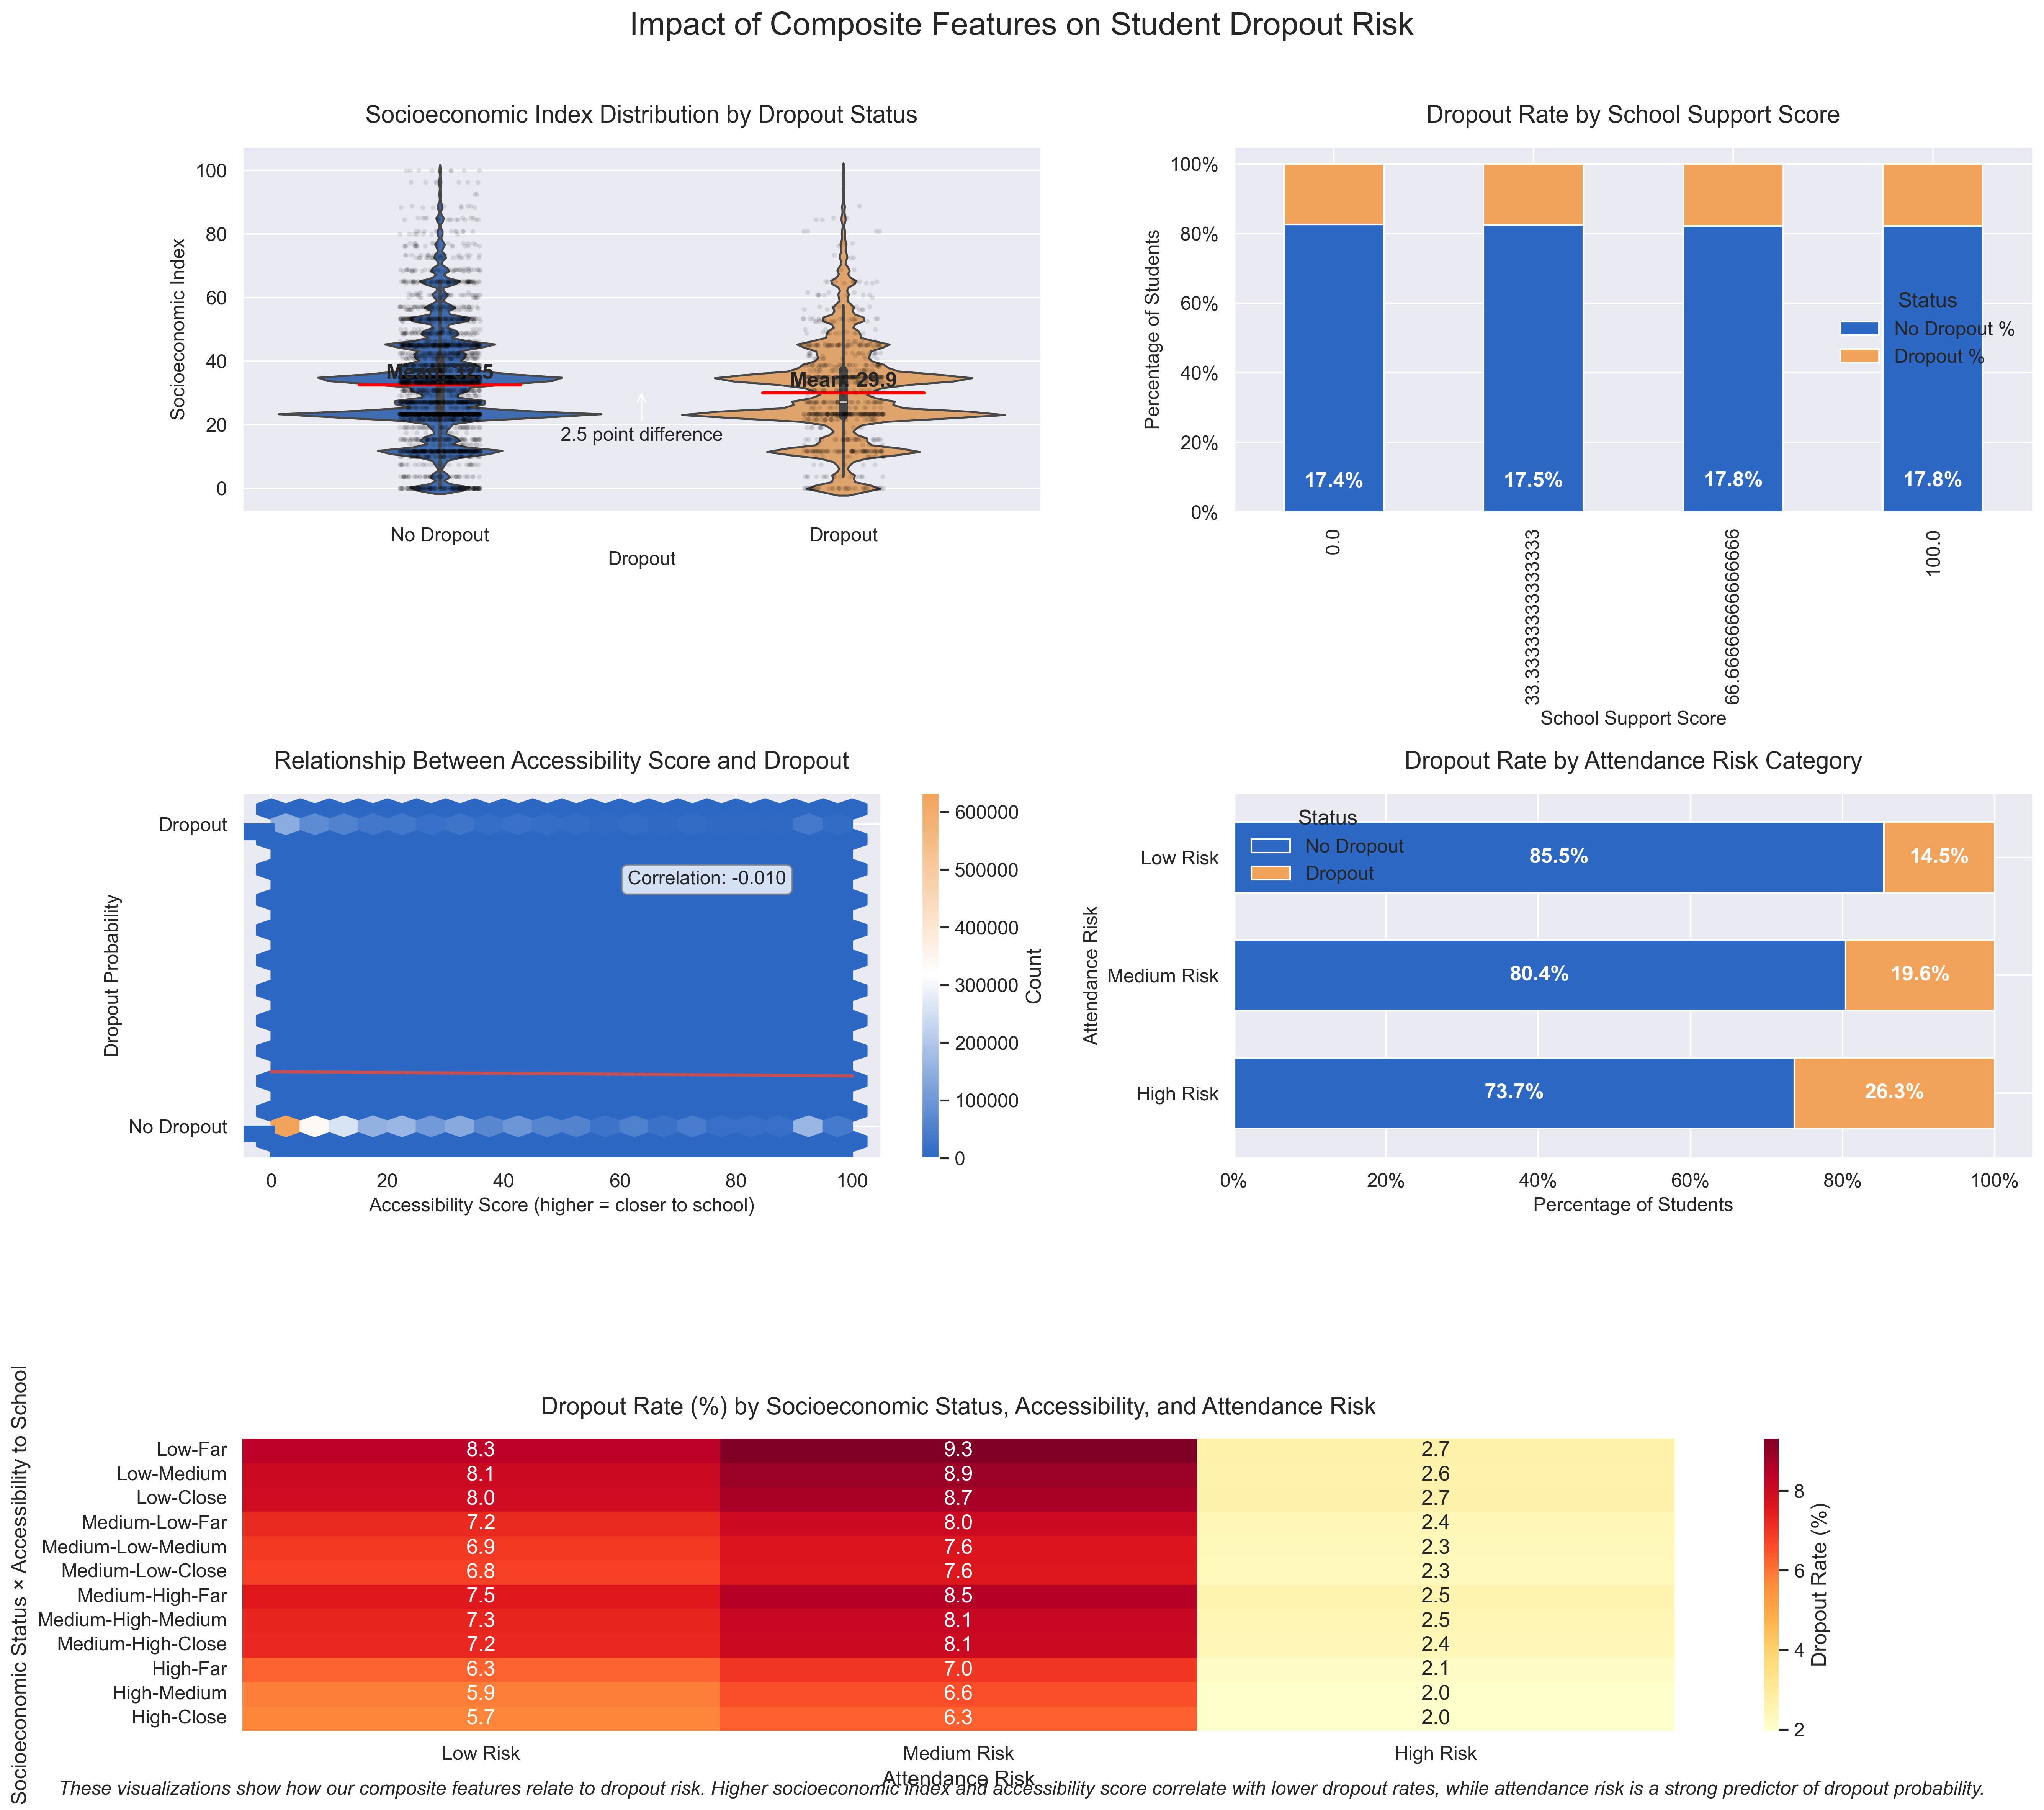 Impact of Composite Features on Student Dropout Risk
Socioeconomic Index Distribution by Dropout Status
Socioeconomic Index
100
80
60
40
20
0
Mean: 32.5
Mean: 29.9
2.5 point difference
No Dropout
Dropout
Dropout
Dropout Rate by School Support Score
Percentage of Students
100%
80%
60%
40%
20%
0%
Status
No Dropout %
Dropout %
17.4%
17.5%
17.8%
17.8%
0.0
33.33333333333333
66.66666666666666
100.0
School Support Score
Relationship Between Accessibility Score and Dropout
Dropout Probability
Dropout
No Dropout
Correlation: -0.010
0
20
40
60
80
100
Accessibility Score (higher = closer to school)
600000
500000
400000
300000
200000
100000
0
Count
Dropout Rate by Attendance Risk Category
Attendance Risk
Status
No Dropout
Dropout
Low Risk
85.5%
14.5%
Medium Risk
80.4%
19.6%
High Risk
73.7%
26.3%
0%
20%
40%
60%
80%
100%
Percentage of Students
Dropout Rate (%) by Socioeconomic Status, Accessibility, and Attendance Risk
Socioeconomic Status × Accessibility to School
Low-Far 8.3 9.3 2.7
Low-Medium 8.1 8.9 2.6
Low-Close 8.0 8.7 2.7
Medium-Low-Far 7.2 8.0 2.4
Medium-Low-Medium 6.9 7.6 2.3
Medium-Low-Close 6.8 7.6 2.3
Medium-High-Far 7.5 8.5 2.5
Medium-High-Medium 7.3 8.1 2.5
Medium-High-Close 7.2 8.1 2.4
High-Far 6.3 7.0 2.1
High-Medium 5.9 6.6 2.0
High-Close 5.7 6.3 2.0
Low Risk
Medium Risk
High Risk
Attendance Risk
8
6
4
2
Dropout Rate (%)
These visualizations show how our composite features relate to dropout risk. Higher socioeconomic index and accessibility score correlate with lower dropout rates, while attendance risk is a strong predictor of dropout probability.